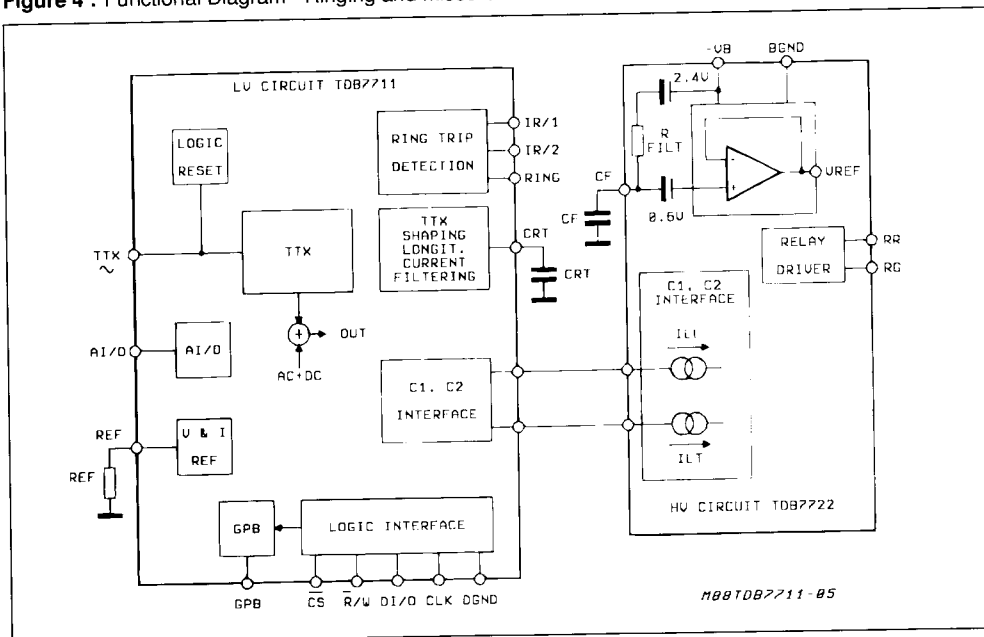 Figure 4 : Functional Diagram - Ringing and
LV CIRCUIT TDB7711
LOGIC
RESET
TTX
~
TTX
+
OUT
AC+DC
AI/O
AI/O
REF
REF
V & I
REF
GPB
LOGIC INTERFACE
GPB
CS
R/W
DI/O
CLK
DGND
RING TRIP
DETECTION
IR/1
IR/2
RING
TTX
SHAPING
LONGIT.
CURRENT
FILTERING
CRT
CRT
C1, C2
INTERFACE
-VB
BGND
2.4V
R
FILT
CF
CF
0.6V
-
+
VREF
RELAY
DRIVER
RR
RG
C1, C2
INTERFACE
ILT
ILT
HV CIRCUIT TDB7722
M88TDB7711-05